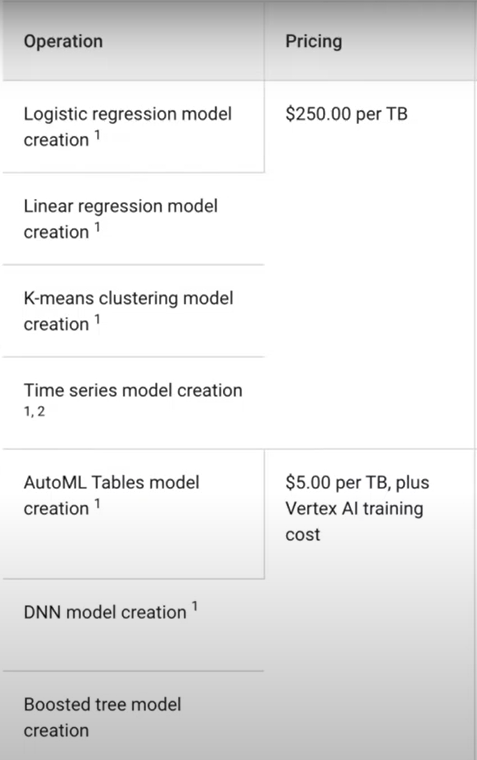 Operation
Pricing
Logistic regression model
creation 1
$250.00 per TB
Linear regression model
creation 1
K-means clustering model
creation 1
Time series model creation
1, 2
AutoML Tables model
creation 1
$5.00 per TB, plus
Vertex AI training
cost
DNN model creation 1
Boosted tree model
creation